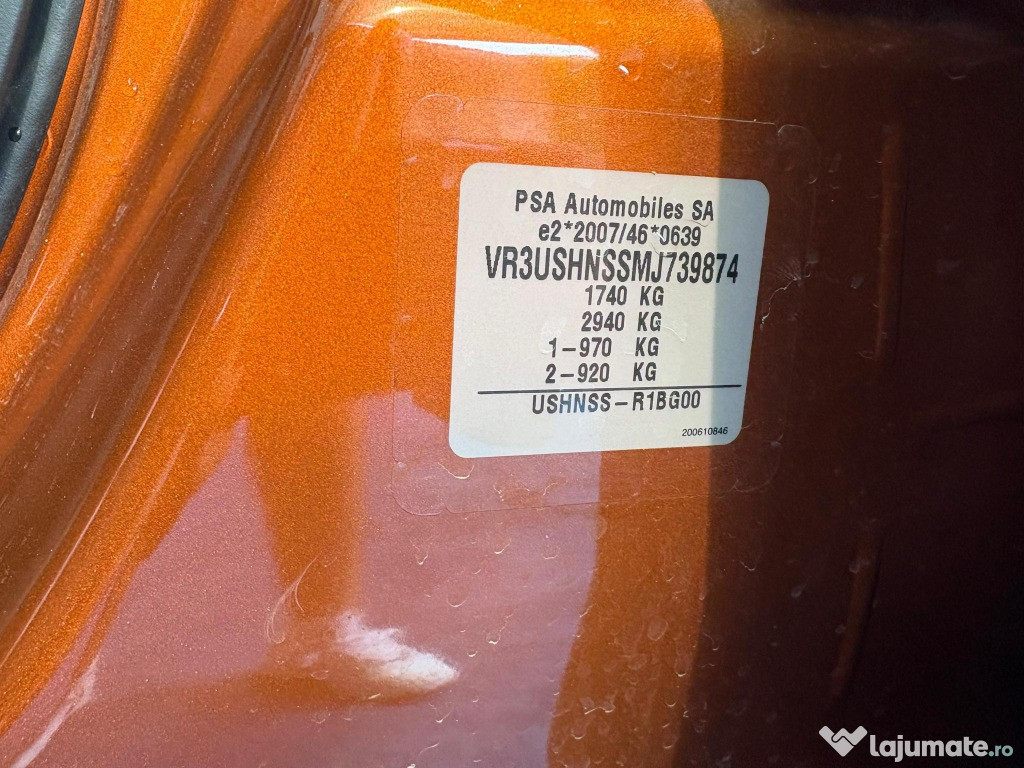 PSA Automobiles SA
e2*2007/46*0639
VR3USHNSSMJ739874
1740 KG
2940 KG
1-970 KG
2-920 KG
USHNSS-R1BG00
200610846
lajumate.ro